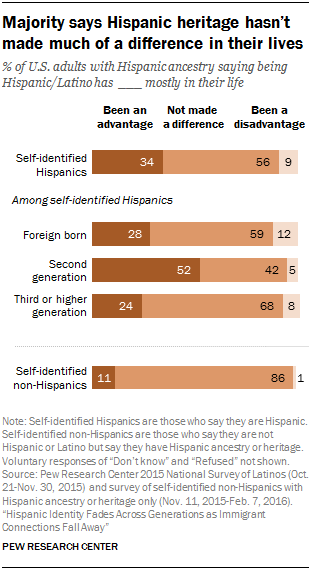 Majority says Hispanic heritage hasn't
made much of a difference in their lives
% of U.S. adults with Hispanic ancestry saying being
Hispanic/Latino has ___ mostly in their life
Been an advantage Not made a difference Been a disadvantage
Self-identified Hispanics 34 56 9
Among self-identified Hispanics
Foreign born 28 59 12
Second generation 52 42 5
Third or higher generation 24 68 8
Self-identified non-Hispanics 11 86 1
Note: Self-identified Hispanics are those who say they are Hispanic.
Self-identified non-Hispanics are those who say they are not
Hispanic or Latino but say they have Hispanic ancestry or heritage.
Voluntary responses of "Don't know" and "Refused" not shown.
Source: Pew Research Center 2015 National Survey of Latinos (Oct.
21-Nov. 30, 2015) and survey of self-identified non-Hispanics with
Hispanic ancestry or heritage only (Nov. 11, 2015-Feb. 7, 2016).
"Hispanic Identity Fades Across Generations as Immigrant
Connections Fall Away"
PEW RESEARCH CENTER